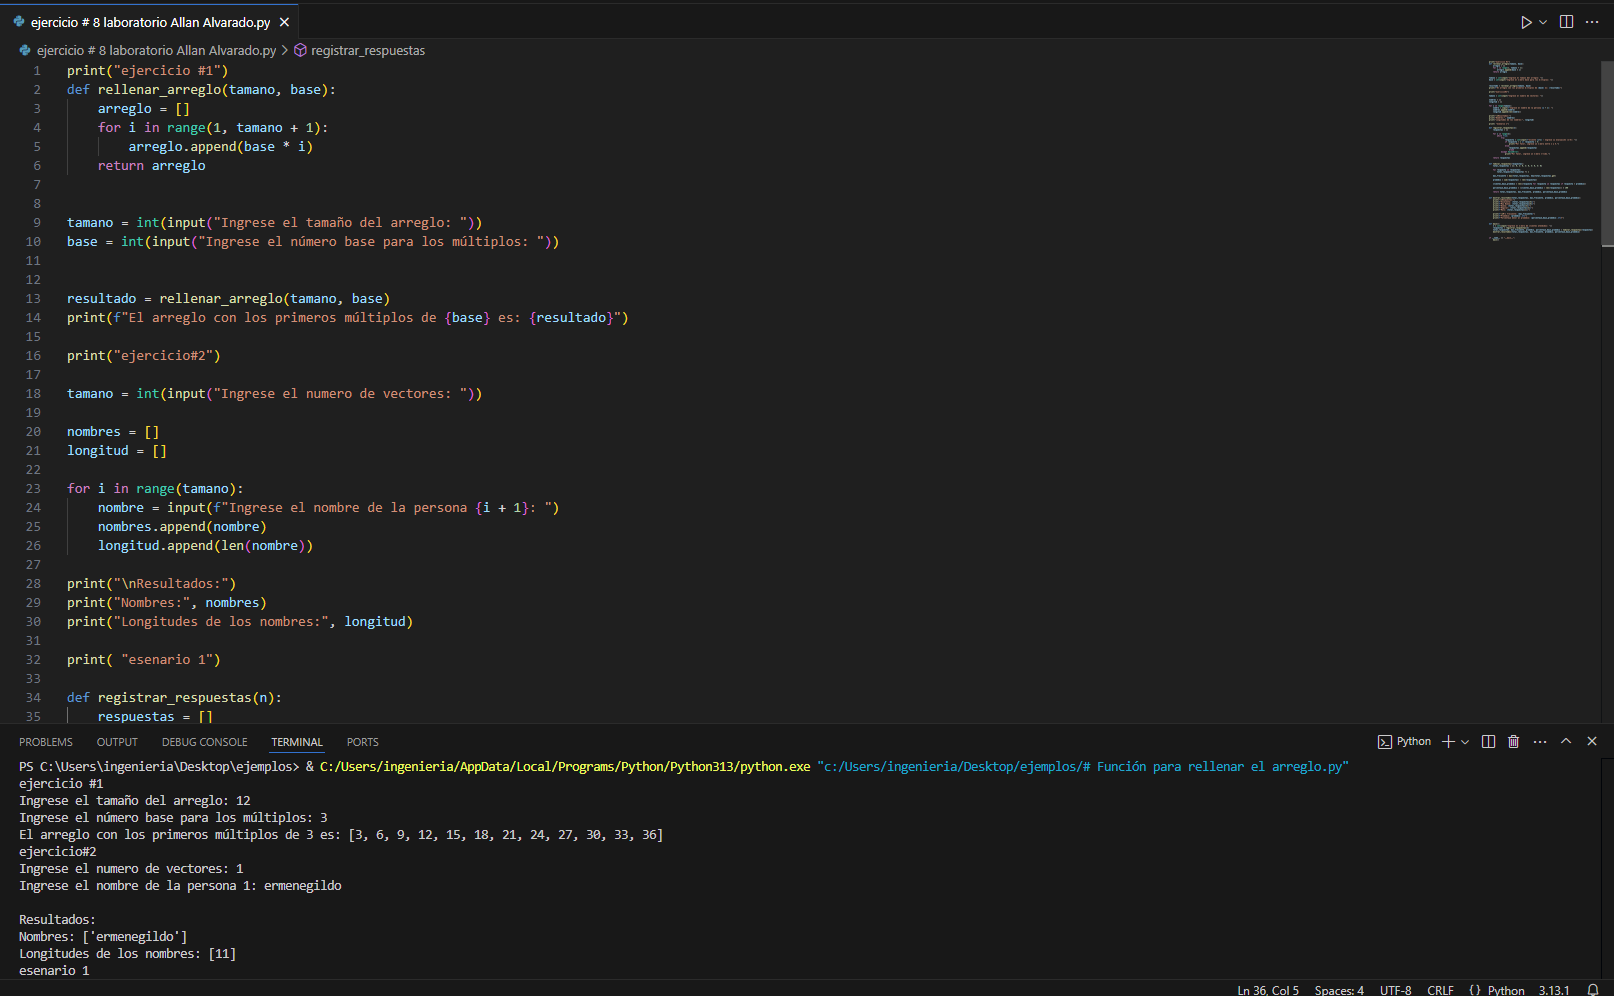 ejercicio # 8 laboratorio Allan Alvarado.py
ejercicio # 8 laboratorio Allan Alvarado.py > registrar_respuestas
1 print("ejercicio #1")
2 def rellenar_arreglo(tamano, base):
3 arreglo = []
4 for i in range(1, tamano + 1):
5 arreglo.append(base * i)
6 return arreglo
7
8
9 tamano = int(input("Ingrese el tamaño del arreglo: "))
10 base = int(input("Ingrese el número base para los múltiplos: "))
11
12
13 resultado = rellenar_arreglo(tamano, base)
14 print(f"El arreglo con los primeros múltiplos de {base} es: {resultado}")
15
16 print("ejercicio#2")
17
18 tamano = int(input("Ingrese el numero de vectores: "))
19
20 nombres = []
21 longitud = []
22
23 for i in range(tamano):
24 nombre = input(f"Ingrese el nombre de la persona {i + 1}: ")
25 nombres.append(nombre)
26 longitud.append(len(nombre))
27
28 print("\nResultados:")
29 print("Nombres:", nombres)
30 print("Longitudes de los nombres:", longitud)
31
32 print( "esenario 1")
33
34 def registrar_respuestas(n):
35 respuestas = []
PROBLEMS OUTPUT DEBUG CONSOLE TERMINAL PORTS Python
PS C:\Users\ingenieria\Desktop\ejemplos> & C:/Users/ingenieria/AppData/Local/Programs/Python/Python313/python.exe "c:/Users/ingenieria/Desktop/ejemplos/# Función para rellenar el arreglo.py"
ejercicio #1
Ingrese el tamaño del arreglo: 12
Ingrese el número base para los múltiplos: 3
El arreglo con los primeros múltiplos de 3 es: [3, 6, 9, 12, 15, 18, 21, 24, 27, 30, 33, 36]
ejercicio#2
Ingrese el numero de vectores: 1
Ingrese el nombre de la persona 1: ermenegildo
Resultados:
Nombres: ['ermenegildo']
Longitudes de los nombres: [11]
esenario 1
Ln 36, Col 5 Spaces: 4 UTF-8 CRLF {} Python 3.13.1